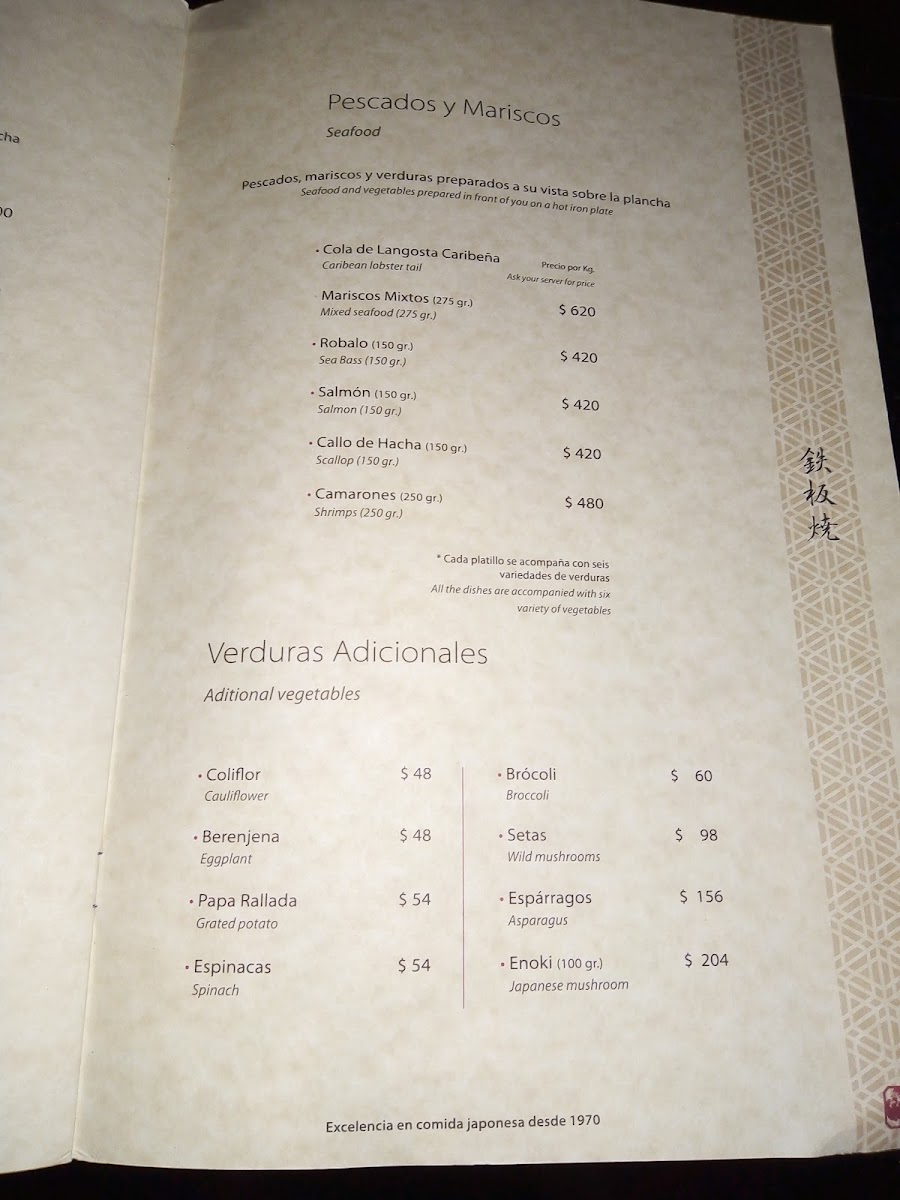 cha
00
Pescados y Mariscos
Seafood
Pescados, mariscos y verduras preparados a su vista sobre la plancha
Seafood and vegetables prepared in front of you on a hot iron plate
• Cola de Langosta Caribeña Precio por Kg.
Caribbean lobster tail Ask your server for price
Mariscos Mixtos (275 gr.) $ 620
Mixed seafood (275 gr.)
• Robalo (150 gr.) $ 420
Sea Bass (150 gr.)
• Salmón (150 gr.) $ 420
Salmon (150 gr.)
• Callo de Hacha (150 gr.) $ 420
Scallop (150 gr.)
• Camarones (250 gr.) $ 480
Shrimps (250 gr.)
* Cada platillo se acompaña con seis
variedades de verduras
All the dishes are accompanied with six
variety of vegetables
鉄板焼
Verduras Adicionales
Aditional vegetables
• Coliflor $ 48
Cauliflower
• Berenjena $ 48
Eggplant
• Papa Rallada $ 54
Grated potato
• Espinacas $ 54
Spinach
• Brócoli $ 60
Broccoli
• Setas $ 98
Wild mushrooms
• Espárragos $ 156
Asparagus
• Enoki (100 gr.) $ 204
Japanese mushroom
Excelencia en comida japonesa desde 1970